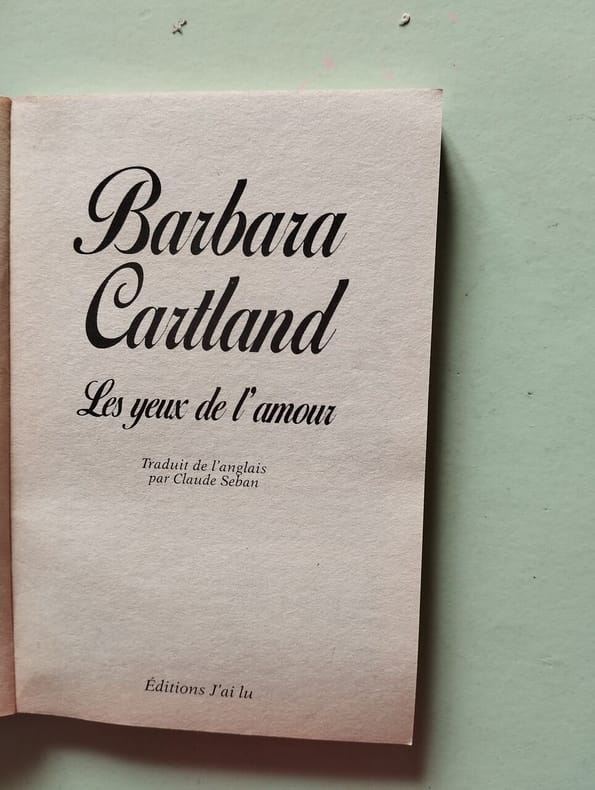 Barbara
Cartland
Les yeux de l'amour
Traduit de l'anglais
par Claude Seban
Éditions J'ai lu